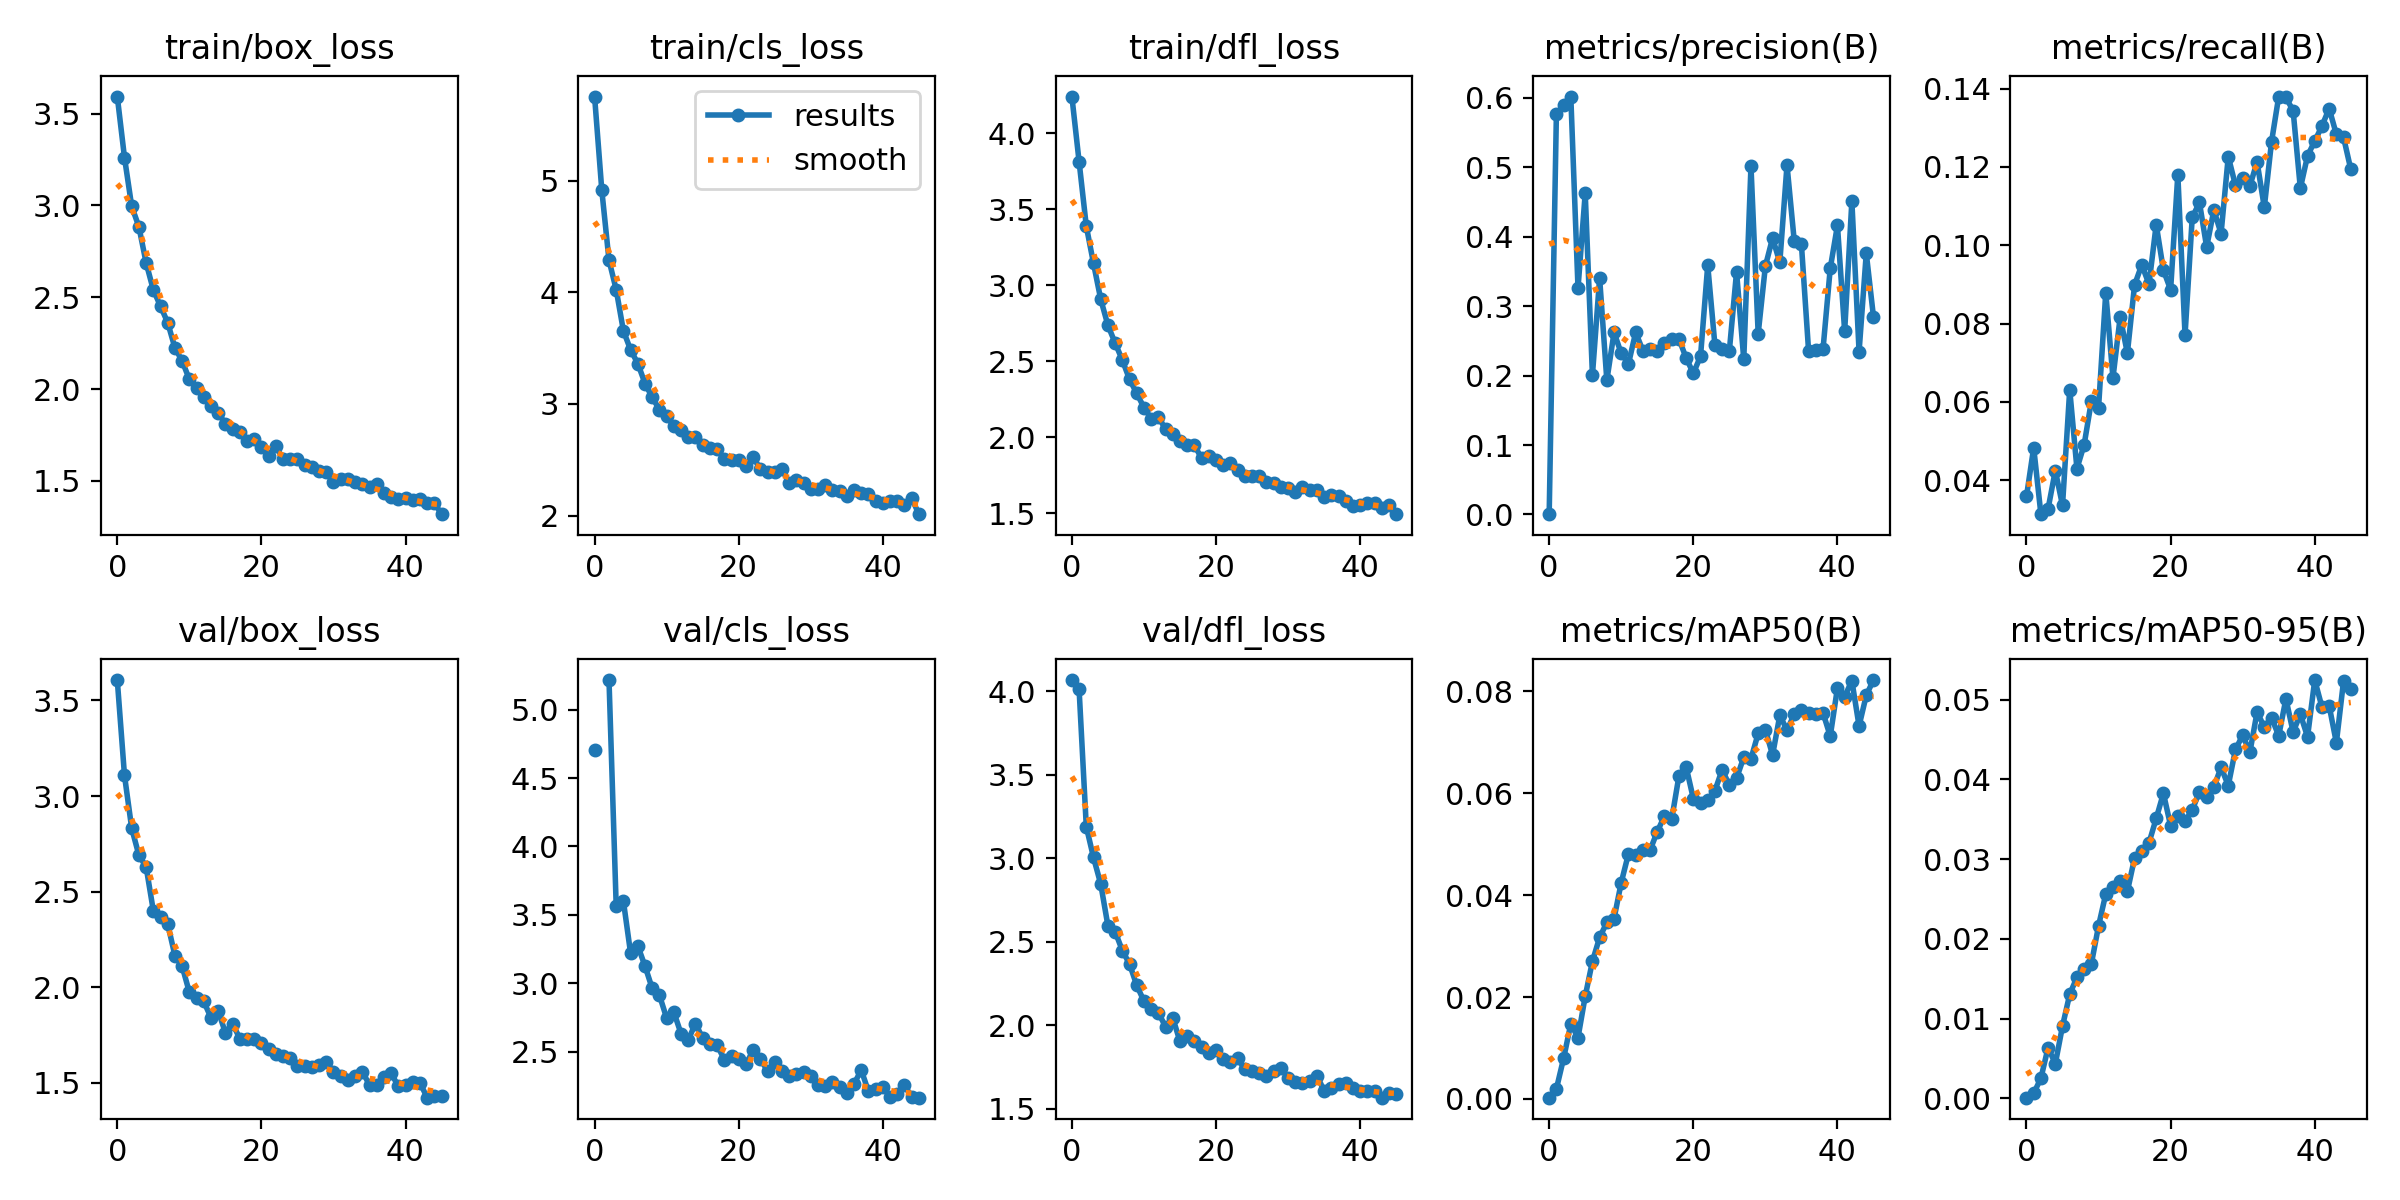 train/box_loss
3.5
3.0
2.5
2.0
1.5
0 20 40
train/cls_loss
results
smooth
5
4
3
2
0 20 40
train/dfl_loss
4.0
3.5
3.0
2.5
2.0
1.5
0 20 40
metrics/precision(B)
0.6
0.5
0.4
0.3
0.2
0.1
0.0
0 20 40
metrics/recall(B)
0.14
0.12
0.10
0.08
0.06
0.04
0 20 40
val/box_loss
3.5
3.0
2.5
2.0
1.5
0 20 40
val/cls_loss
5.0
4.5
4.0
3.5
3.0
2.5
0 20 40
val/dfl_loss
4.0
3.5
3.0
2.5
2.0
1.5
0 20 40
metrics/mAP50(B)
0.08
0.06
0.04
0.02
0.00
0 20 40
metrics/mAP50-95(B)
0.05
0.04
0.03
0.02
0.01
0.00
0 20 40